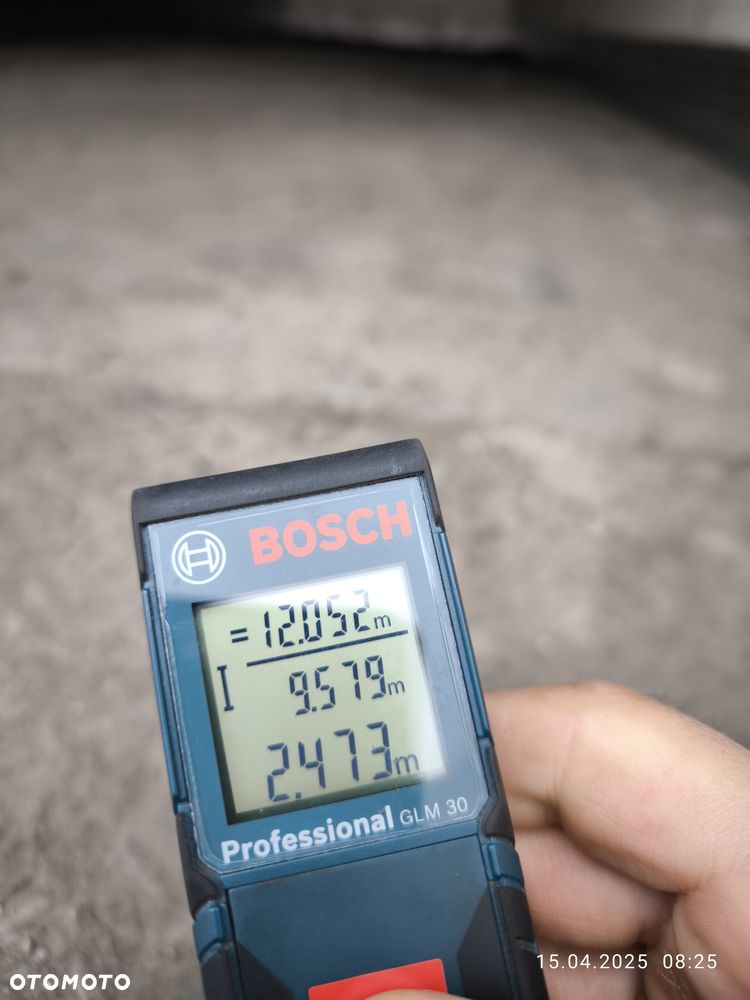 BOSCH
= 12.052m
9.579m
2.473m
Professional GLM 30
15.04.2025 08:25
OTOMOTO